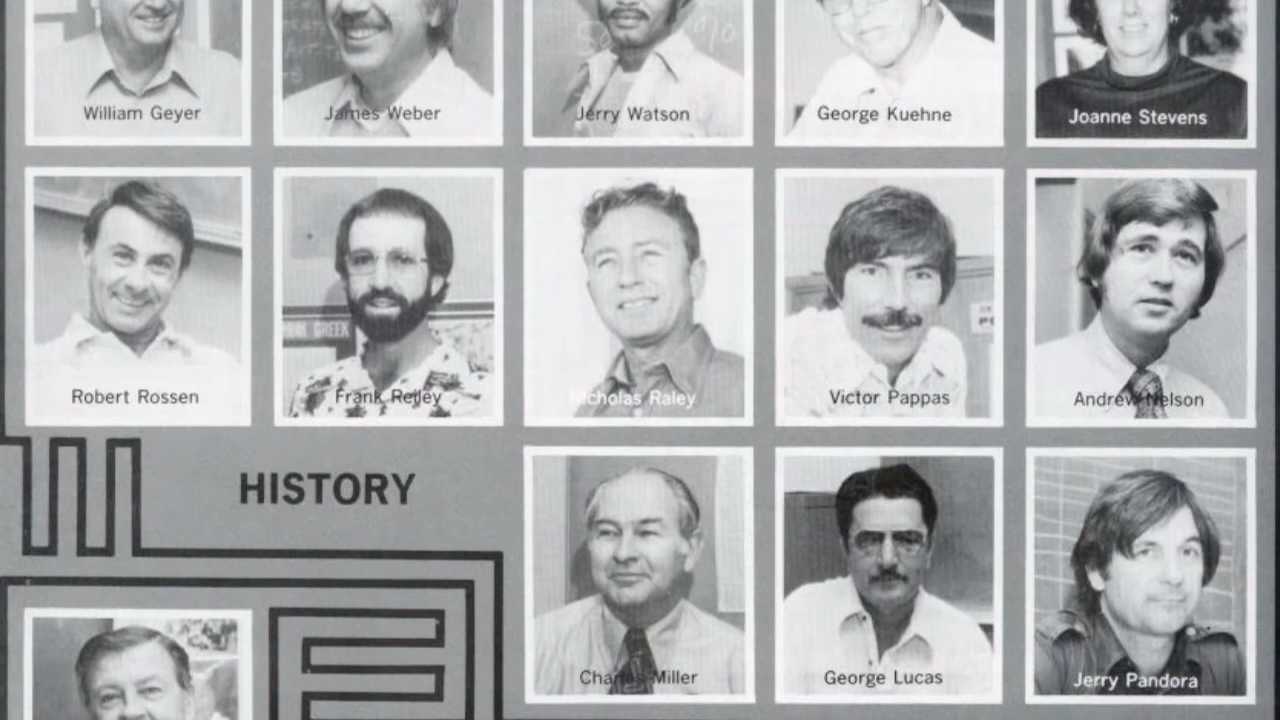 William Geyer
James Weber
Jerry Watson
George Kuehne
Joanne Stevens
GREEK
Robert Rossen
Frank Reiley
Nicholas Raley
Victor Pappas
Andrew Nelson
HISTORY
Charles Miller
George Lucas
Jerry Pandora